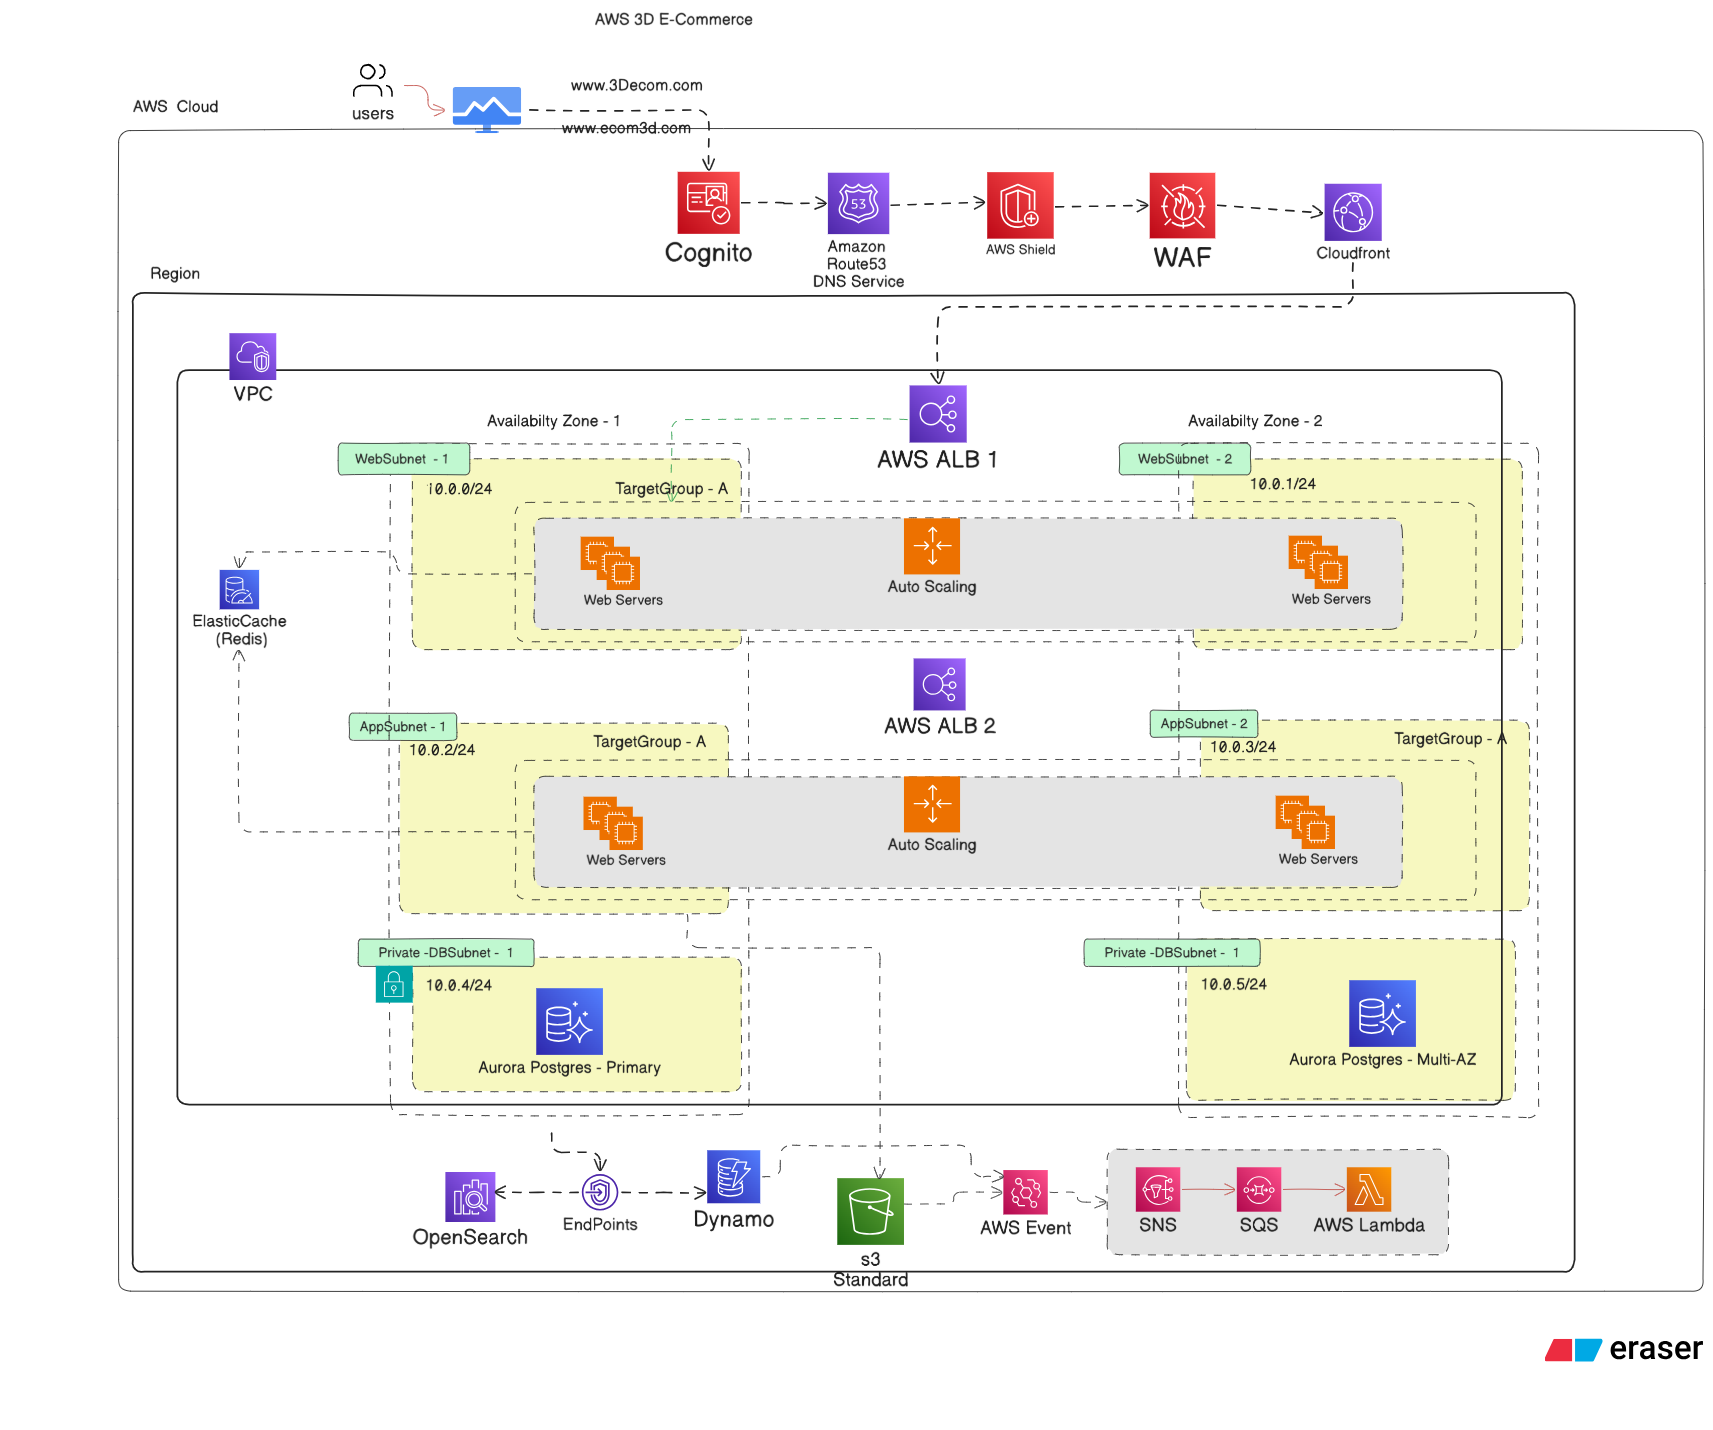 AWS 3D E-Commerce
www.3Decom.com
AWS  Cloud
users
www.ecom3d.com
53
Cognito
Amazon
Route53
DNS Service
AWS Shield
WAF
Cloudfront
Region
VPC
Availabilty Zone - 1
Availabilty Zone - 2
AWS ALB 1
WebSubnet  - 1
WebSubnet  - 2
10.0.0/24
TargetGroup - A
10.0.1/24
Auto Scaling
Web Servers
Web Servers
ElasticCache
(Redis)
AWS ALB 2
AppSubnet - 1
AppSubnet - 2
10.0.2/24
TargetGroup - A
10.0.3/24
TargetGroup - A
Auto Scaling
Web Servers
Web Servers
Private -DBSubnet -  1
Private -DBSubnet -  1
10.0.4/24
10.0.5/24
Aurora Postgres - Primary
Aurora Postgres - Multi-AZ
OpenSearch
EndPoints
Dynamo
s3
Standard
AWS Event
SNS
SQS
AWS Lambda
eraser